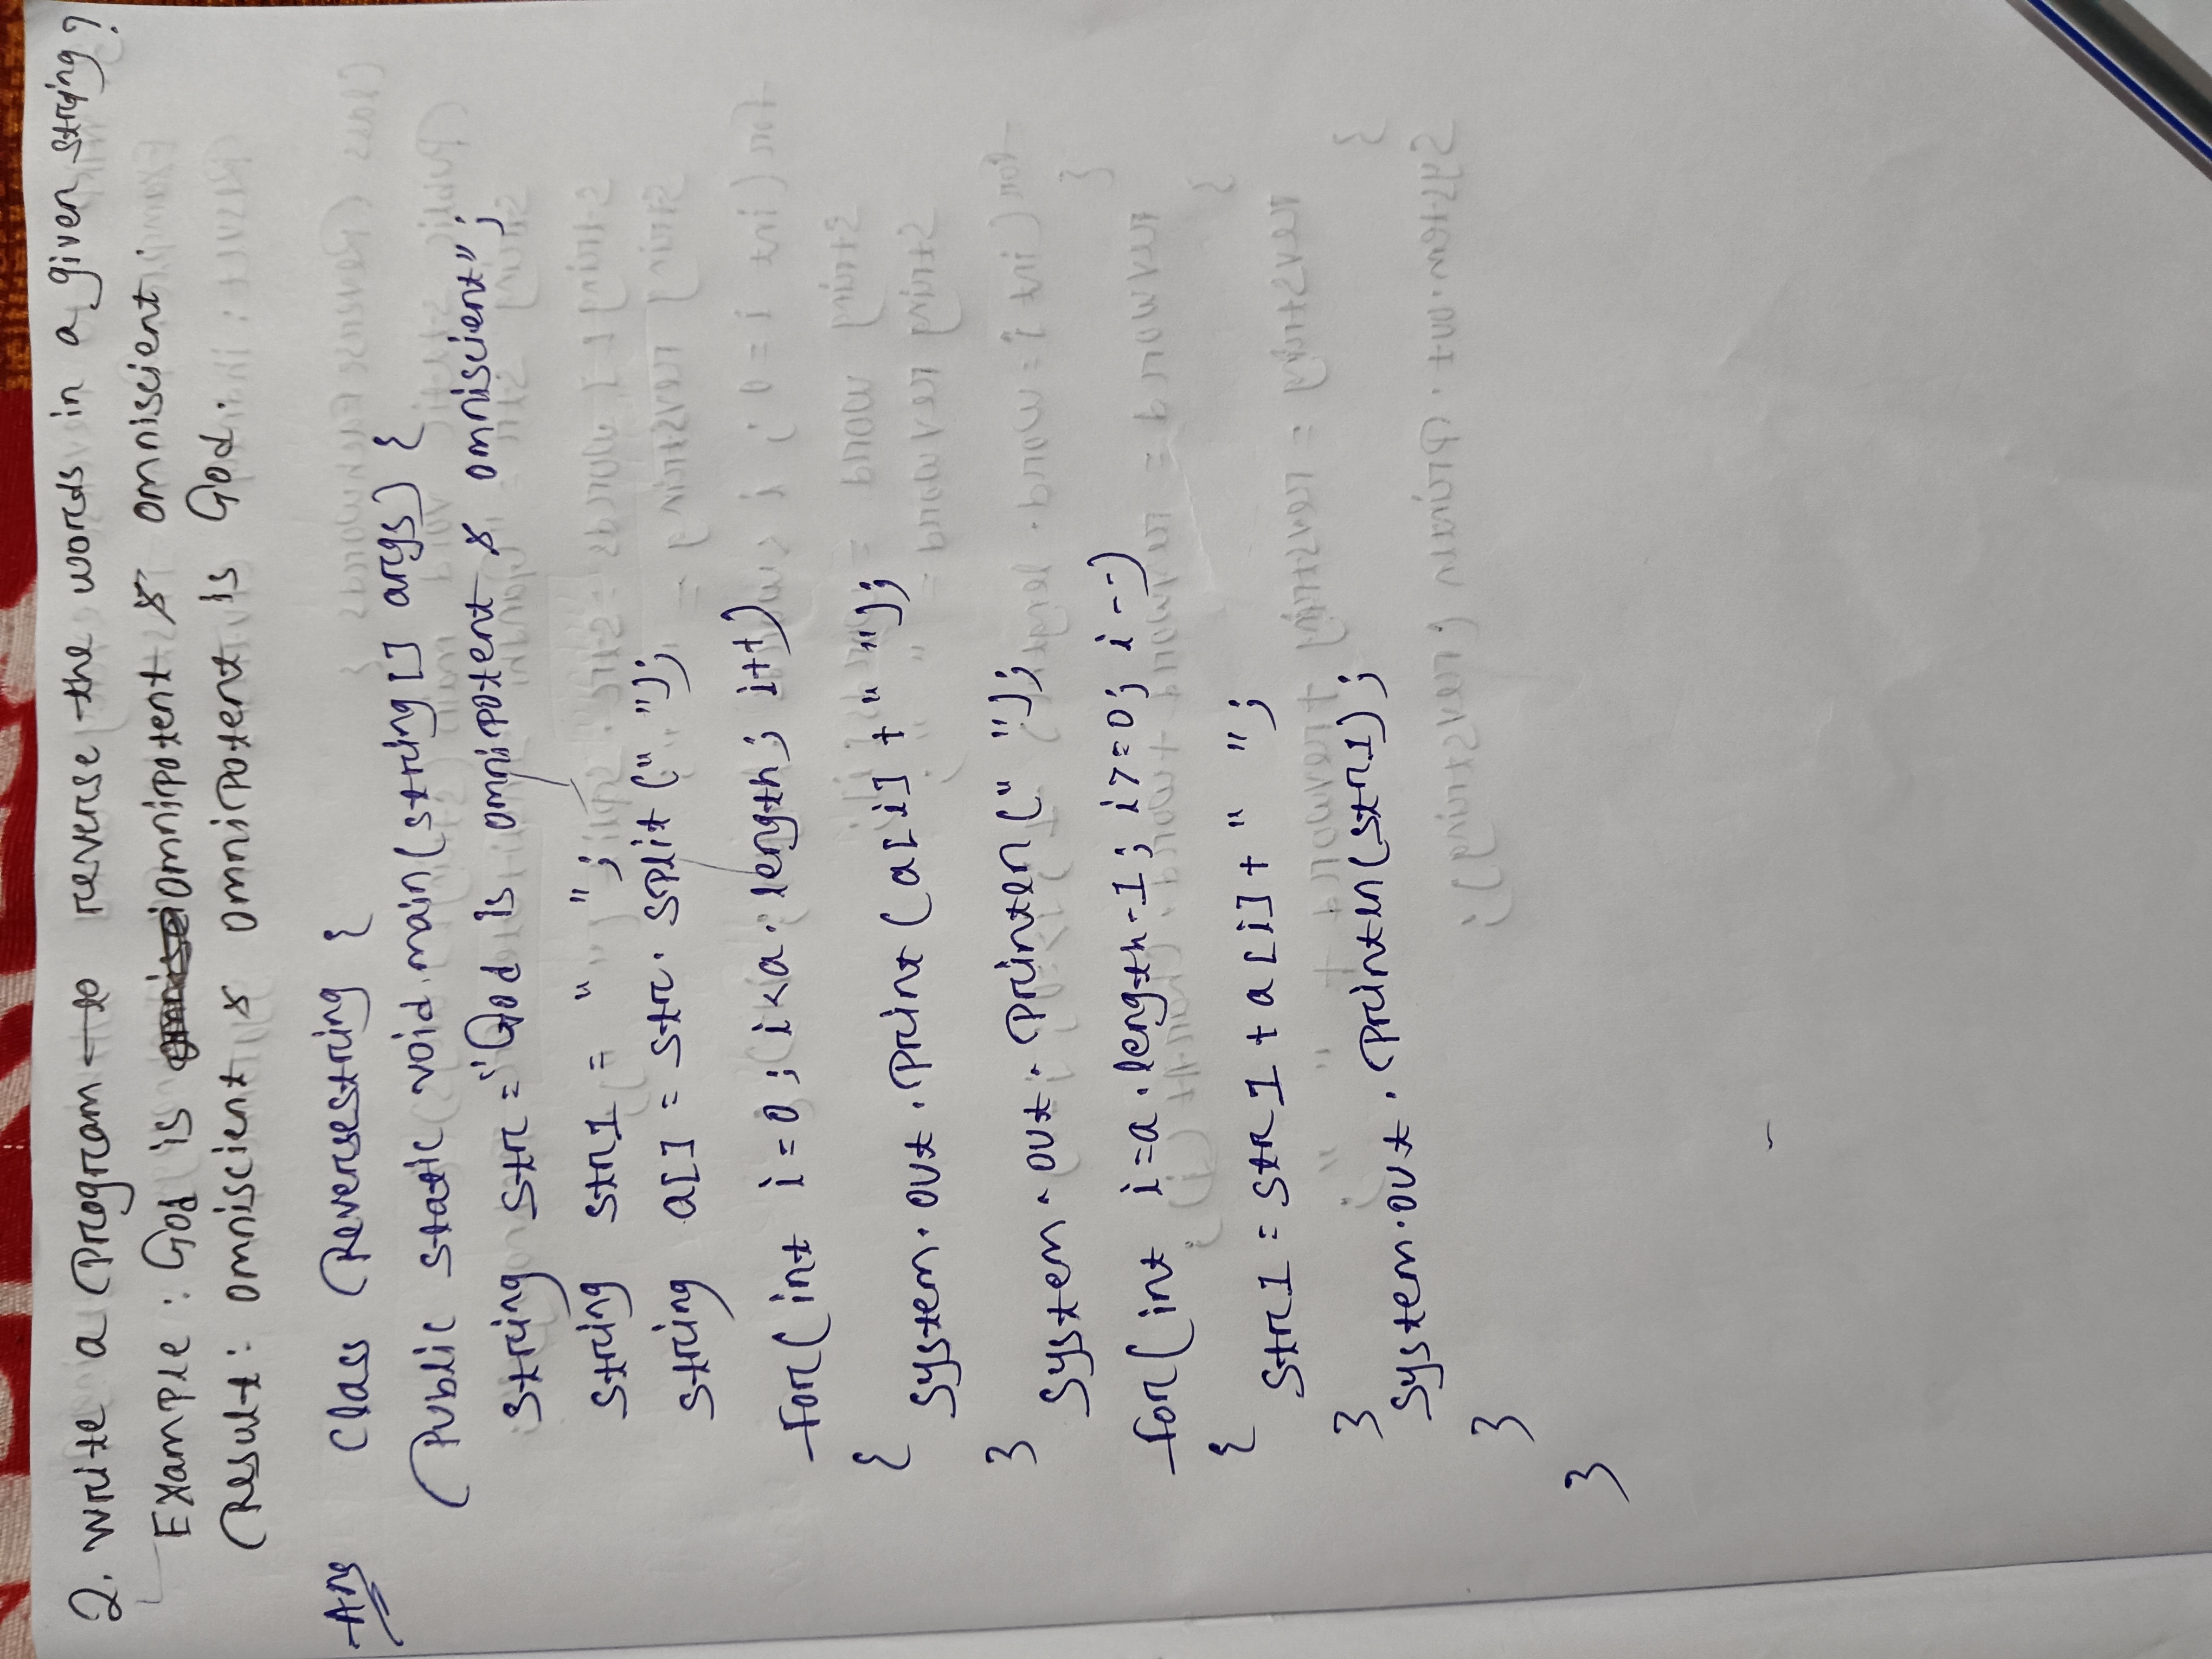 2. Write a Program to reverse the words in a given string?
Example : God is omnipotent & omniscient.
Result : omniscient & omnipotent is God.
Ans Class Reversestring {
Public static void main(string[] args) {
string str = "God is omnipotent & omniscient";
string str1 = " ";
string a[] = str. split (" ");
for( int i=0; i<a. length; i++)
{
system. out. Print (a[i] + " ");
}
system. out. Println (" ");
for( int i=a. length-1; i>=0; i--)
{
str1 = str1 + a[i] + " ";
}
system. out. Println(str1);
}
}